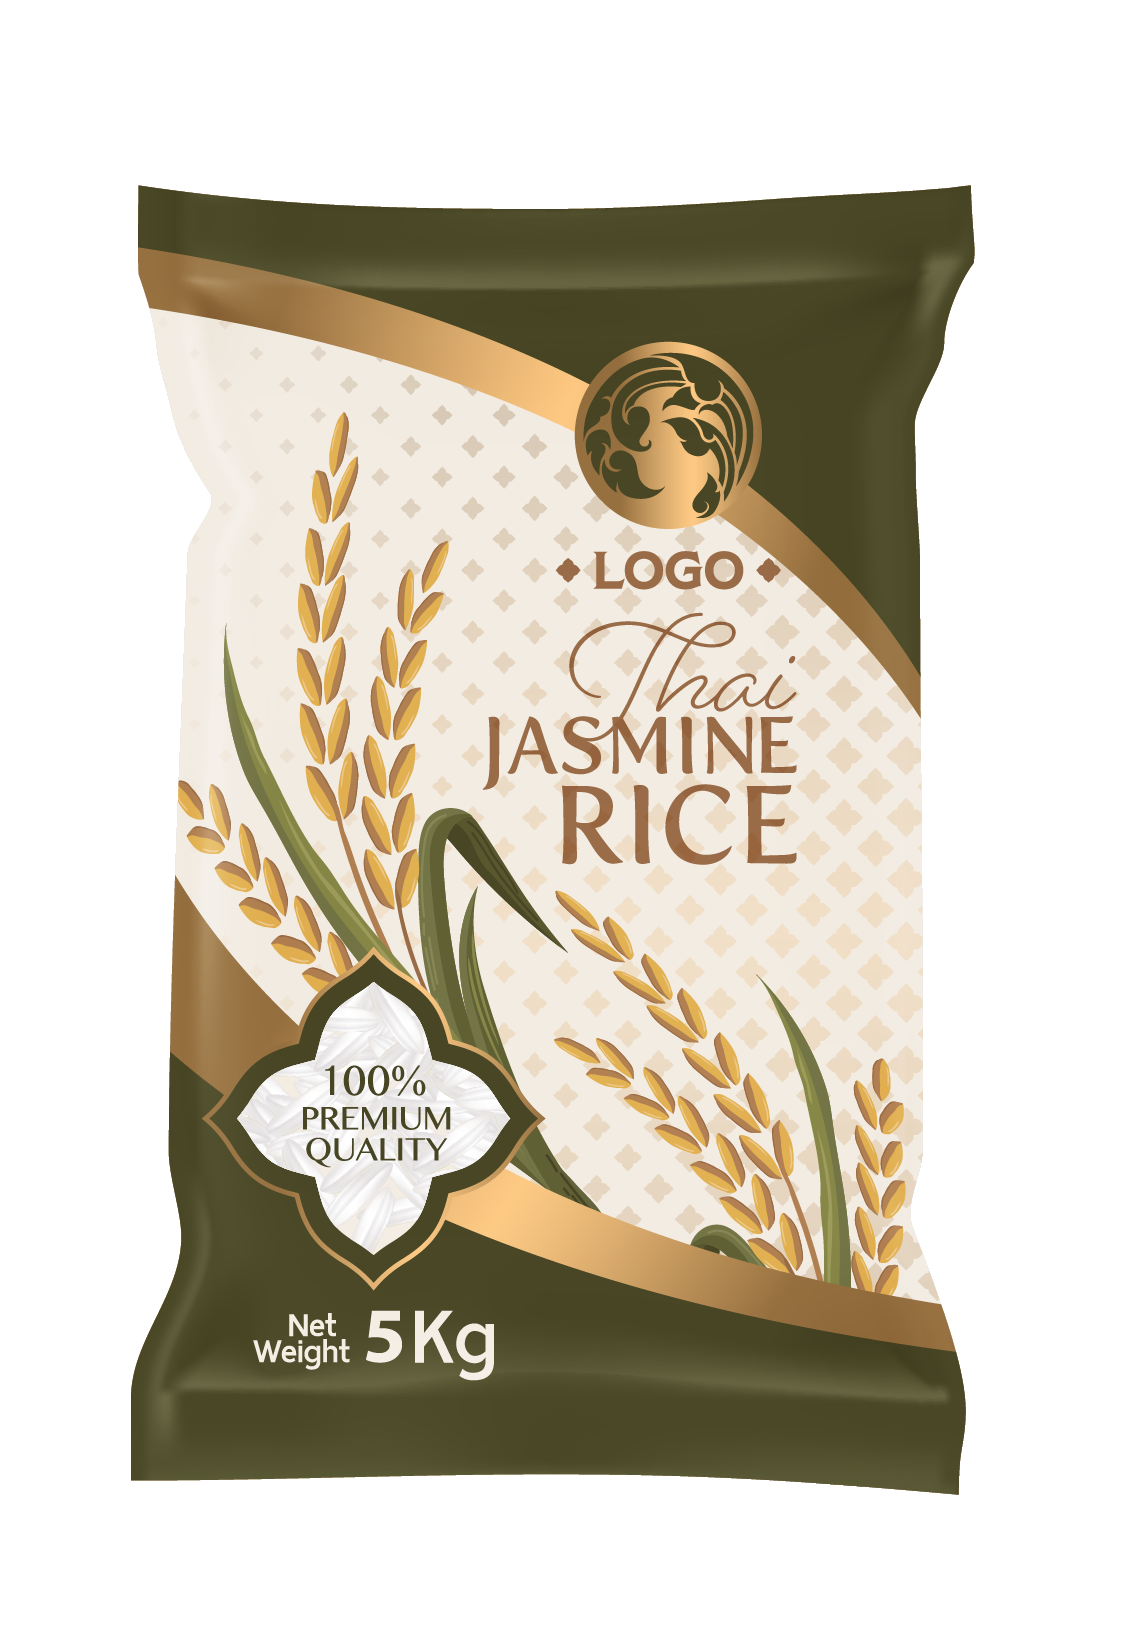 LOGO
Thai
JASMINE
RICE
100%
PREMIUM
QUALITY
Net
Weight
5Kg